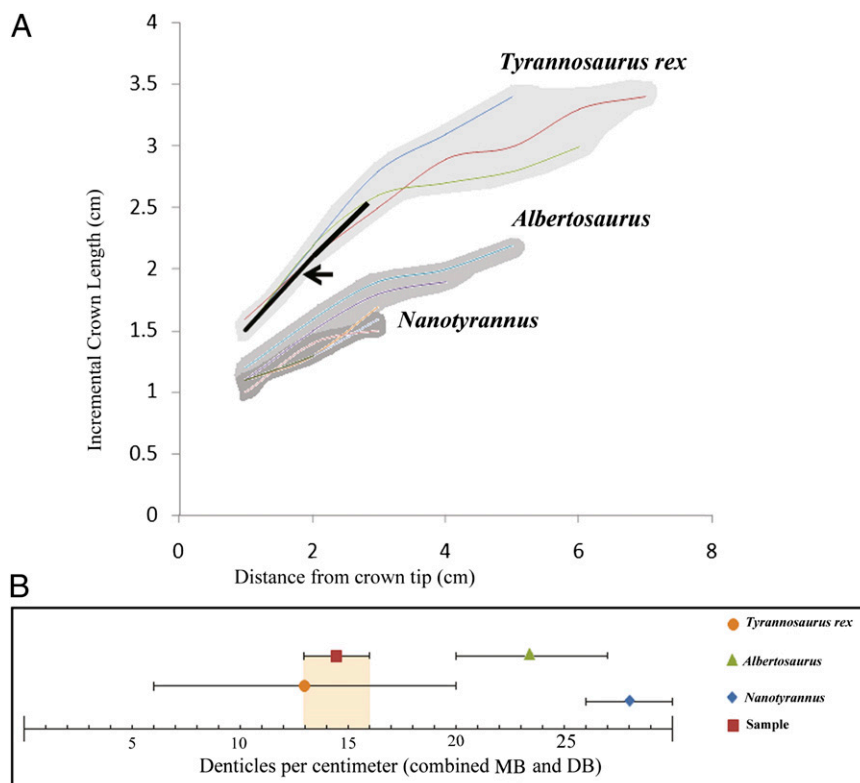 A
4
3.5
3
2.5
2
1.5
1
0.5
0
Incremental Crown Length (cm)
Tyrannosaurus rex
Albertosaurus
Nanotyrannus
0 2 4 6 8
Distance from crown tip (cm)
B
Tyrannosaurus rex
Albertosaurus
Nanotyrannus
Sample
5 10 15 20 25
Denticles per centimeter (combined MB and DB)